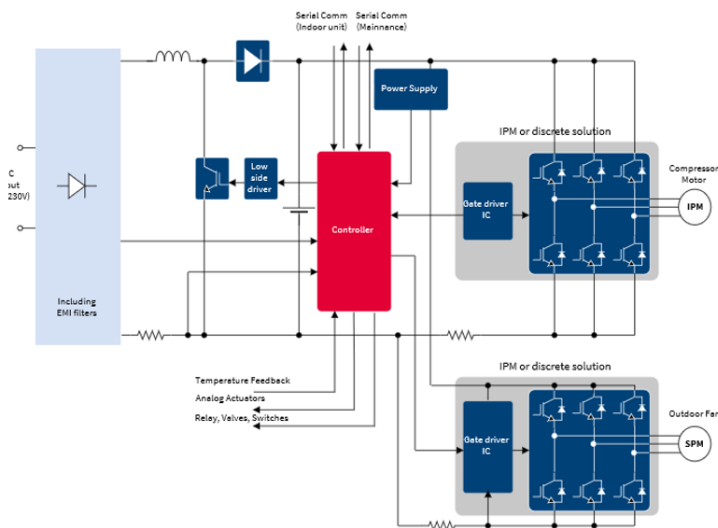 Serial Comm
(Indoor unit)
Serial Comm
(Mainnance)
Power Supply
IPM or discrete solution
Compressor
Motor
Low
side
driver
C
230V)
Gate driver
IC
IPM
Controller
Including
EMI filters
IPM or discrete solution
Temperature Feedback
Analog Actuators
Relay, Valves, Switches
Outdoor Fan
Gate driver
IC
SPM